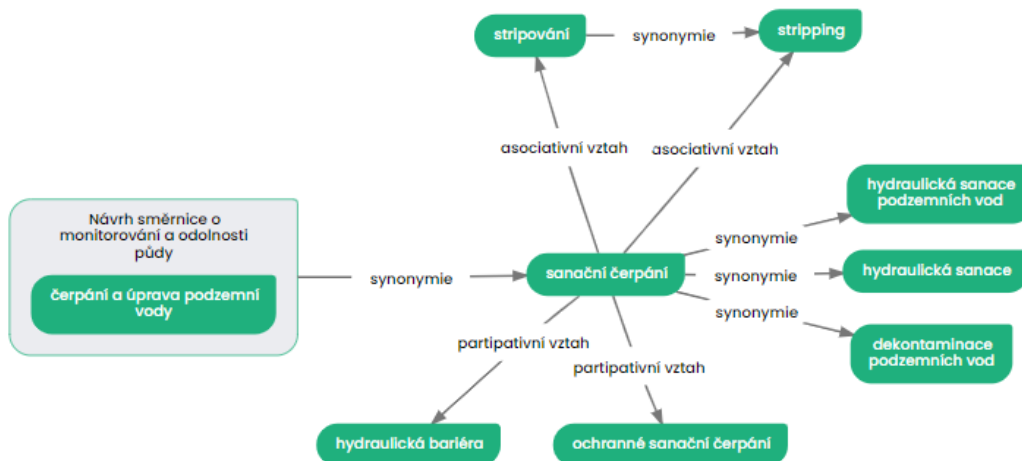 stripování
synonymie
stripping
asociativní vztah
asociativní vztah
hydraulická sanace
podzemních vod
Návrh směrnice o
monitorování a odolnosti
půdy
čerpání a úprava podzemní
vody
synonymie
sanační čerpání
synonymie
synonymie
hydraulická sanace
synonymie
dekontaminace
podzemních vod
partipativní vztah
partipativní vztah
hydraulická bariéra
ochranné sanační čerpání